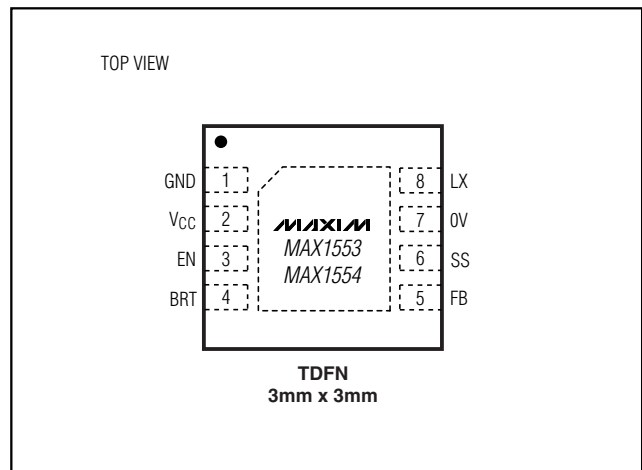 TOP VIEW
GND 1
VCC 2
EN 3
BRT 4
8 LX
7 0V
6 SS
5 FB
MAXIM
MAX1553
MAX1554
TDFN
3mm x 3mm